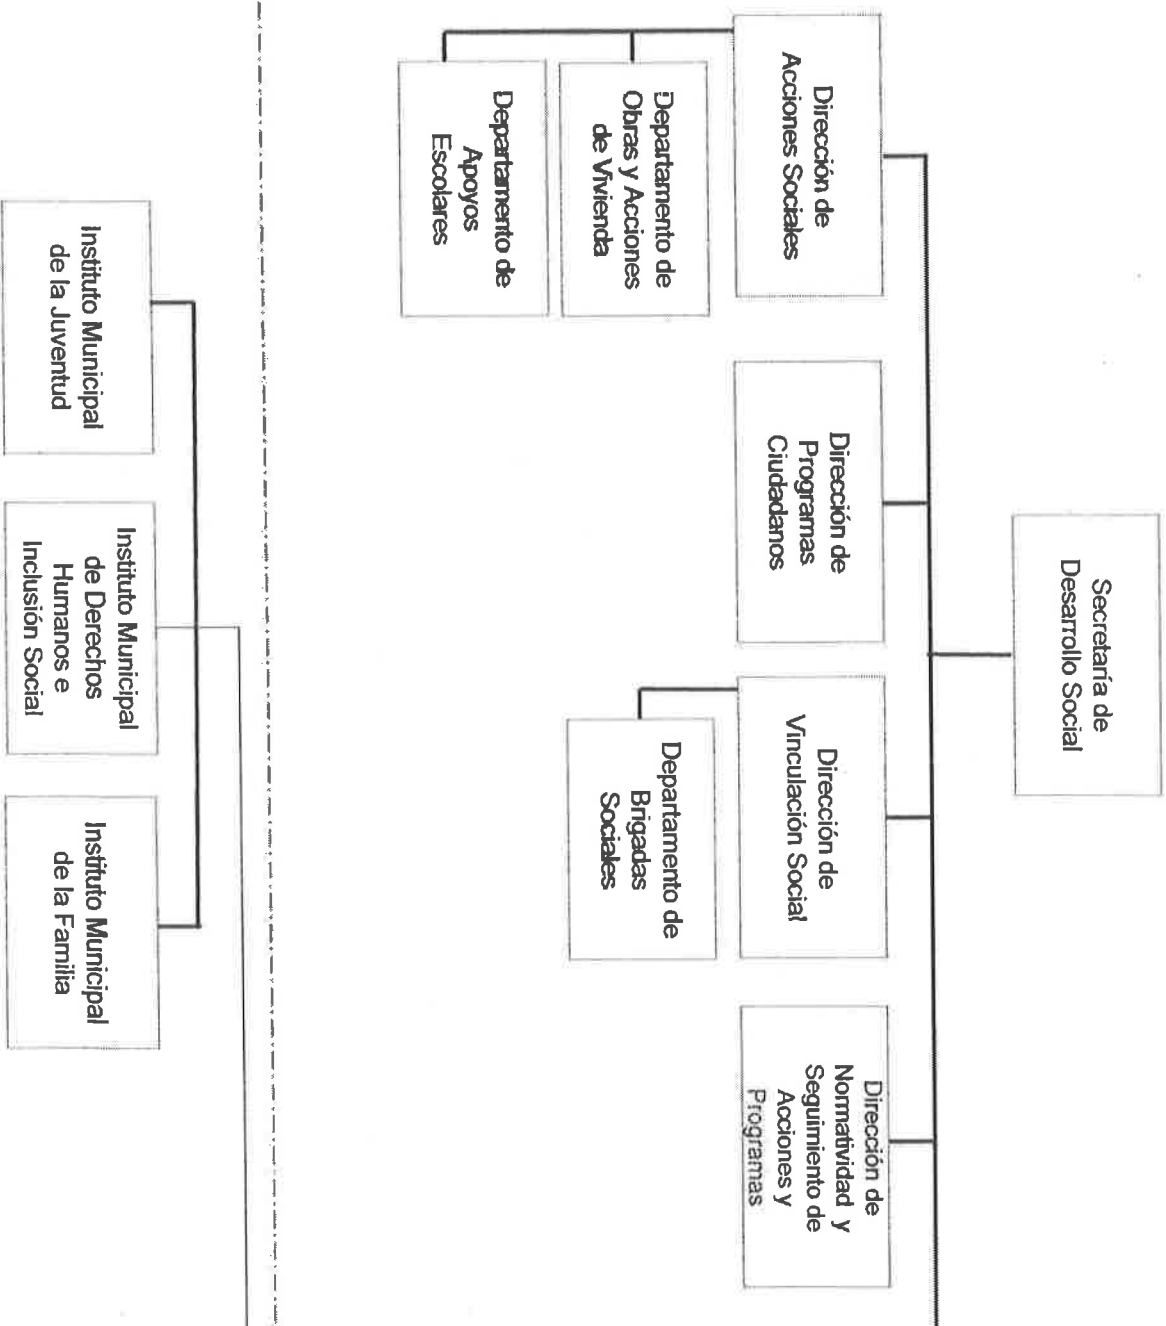 Secretaría de
Desarrollo Social
Dirección de
Acciones Sociales
Dirección de
Programas
Ciudadanos
Dirección de
Vinculación Social
Dirección de
Normatividad y
Seguimiento de
Acciones y
Programas
Departamento de
Obras y Acciones
de Vivienda
Departamento de
Apoyos
Escolares
Departamento de
Brigadas
Sociales
Instituto Municipal
de la Juventud
Instituto Municipal
de Derechos
Humanos e
Inclusión Social
Instituto Municipal
de la Familia